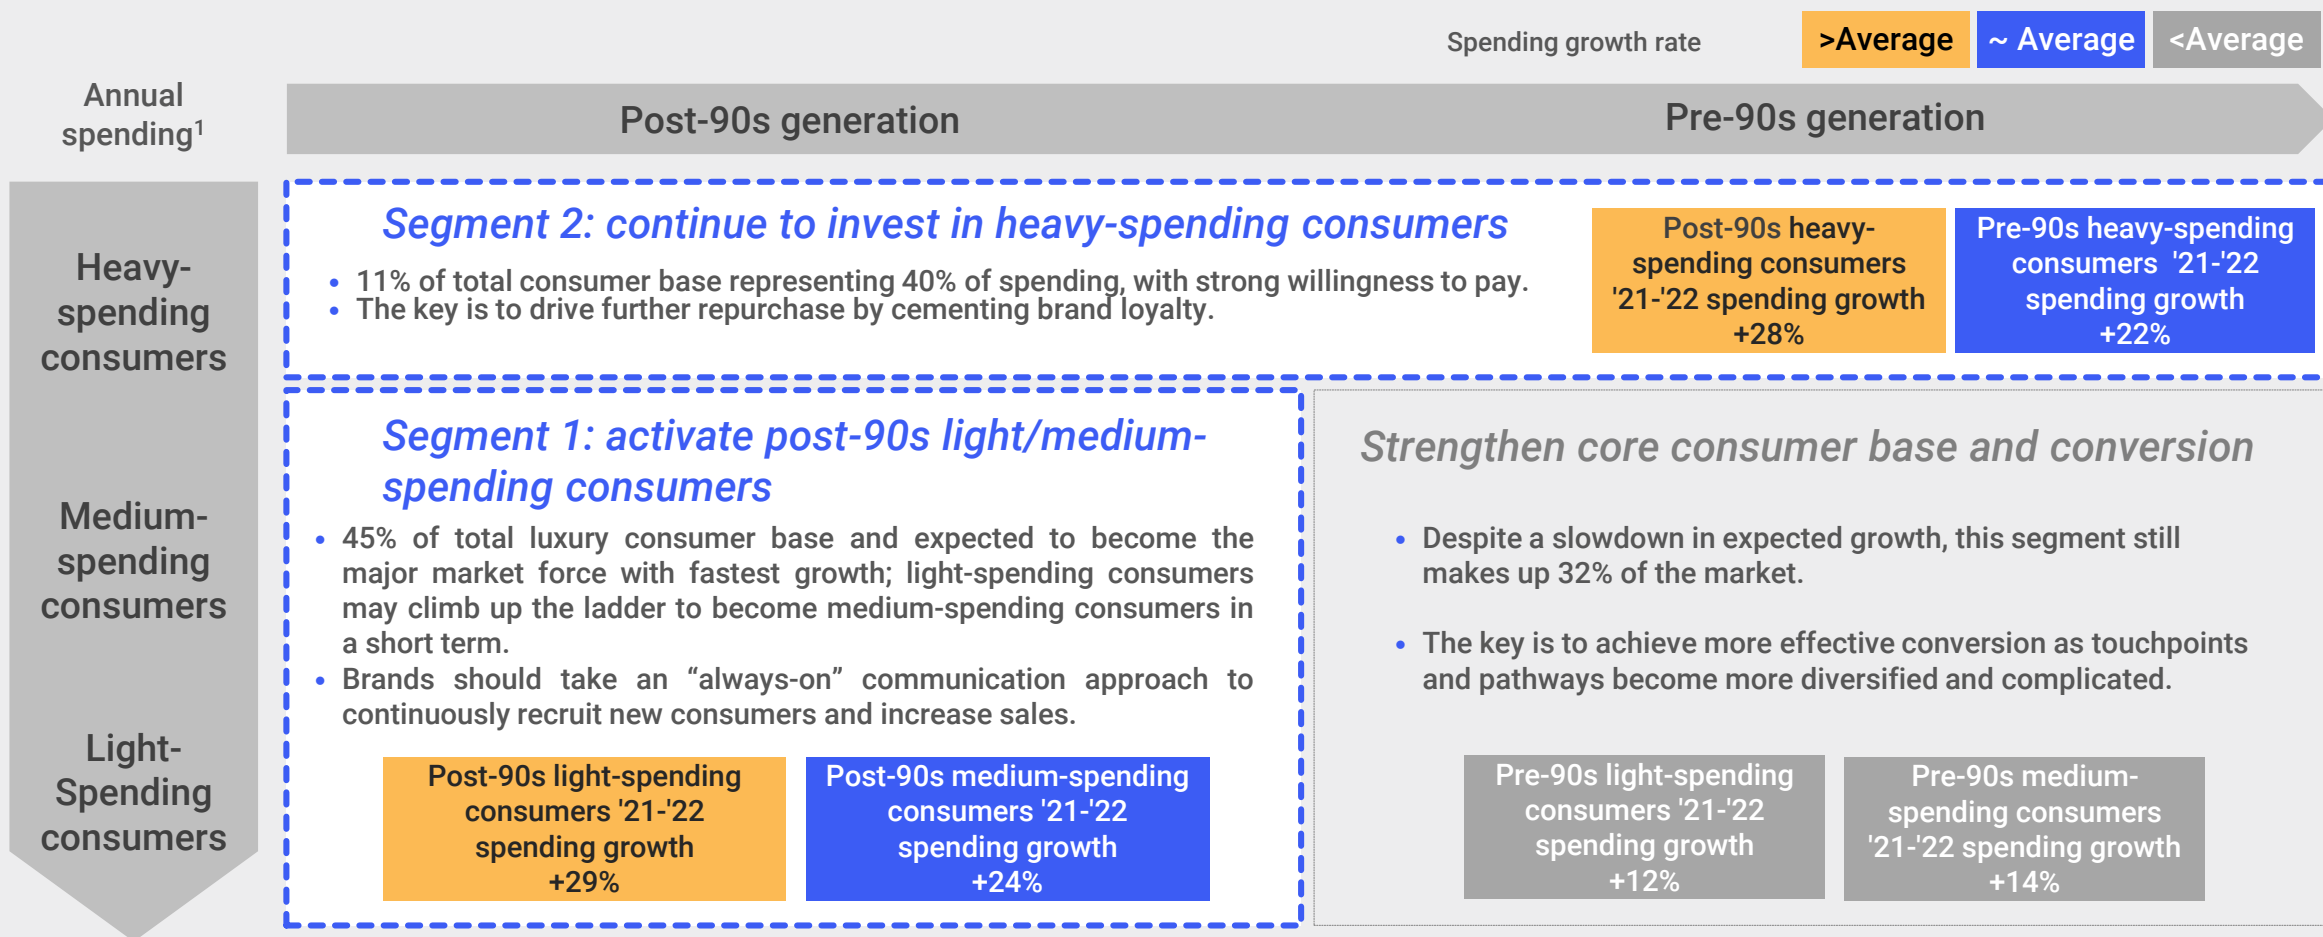 Spending growth rate
>Average
~ Average
<Average
Annual
spending¹
Post-90s generation
Pre-90s generation
Heavy-
spending
consumers
Segment 2: continue to invest in heavy-spending consumers
• 11% of total consumer base representing 40% of spending, with strong willingness to pay.
• The key is to drive further repurchase by cementing brand loyalty.
Post-90s heavy-
spending consumers
'21-'22 spending growth
+28%
Pre-90s heavy-spending
consumers '21-'22
spending growth
+22%
Medium-
spending
consumers
Light-
Spending
consumers
Segment 1: activate post-90s light/medium-
spending consumers
• 45% of total luxury consumer base and expected to become the
major market force with fastest growth; light-spending consumers
may climb up the ladder to become medium-spending consumers in
a short term.
• Brands should take an “always-on” communication approach to
continuously recruit new consumers and increase sales.
Post-90s light-spending
consumers '21-'22
spending growth
+29%
Post-90s medium-spending
consumers '21-'22
spending growth
+24%
Strengthen core consumer base and conversion
• Despite a slowdown in expected growth, this segment still
makes up 32% of the market.
• The key is to achieve more effective conversion as touchpoints
and pathways become more diversified and complicated.
Pre-90s light-spending
consumers '21-'22
spending growth
+12%
Pre-90s medium-
spending consumers
'21-'22 spending growth
+14%